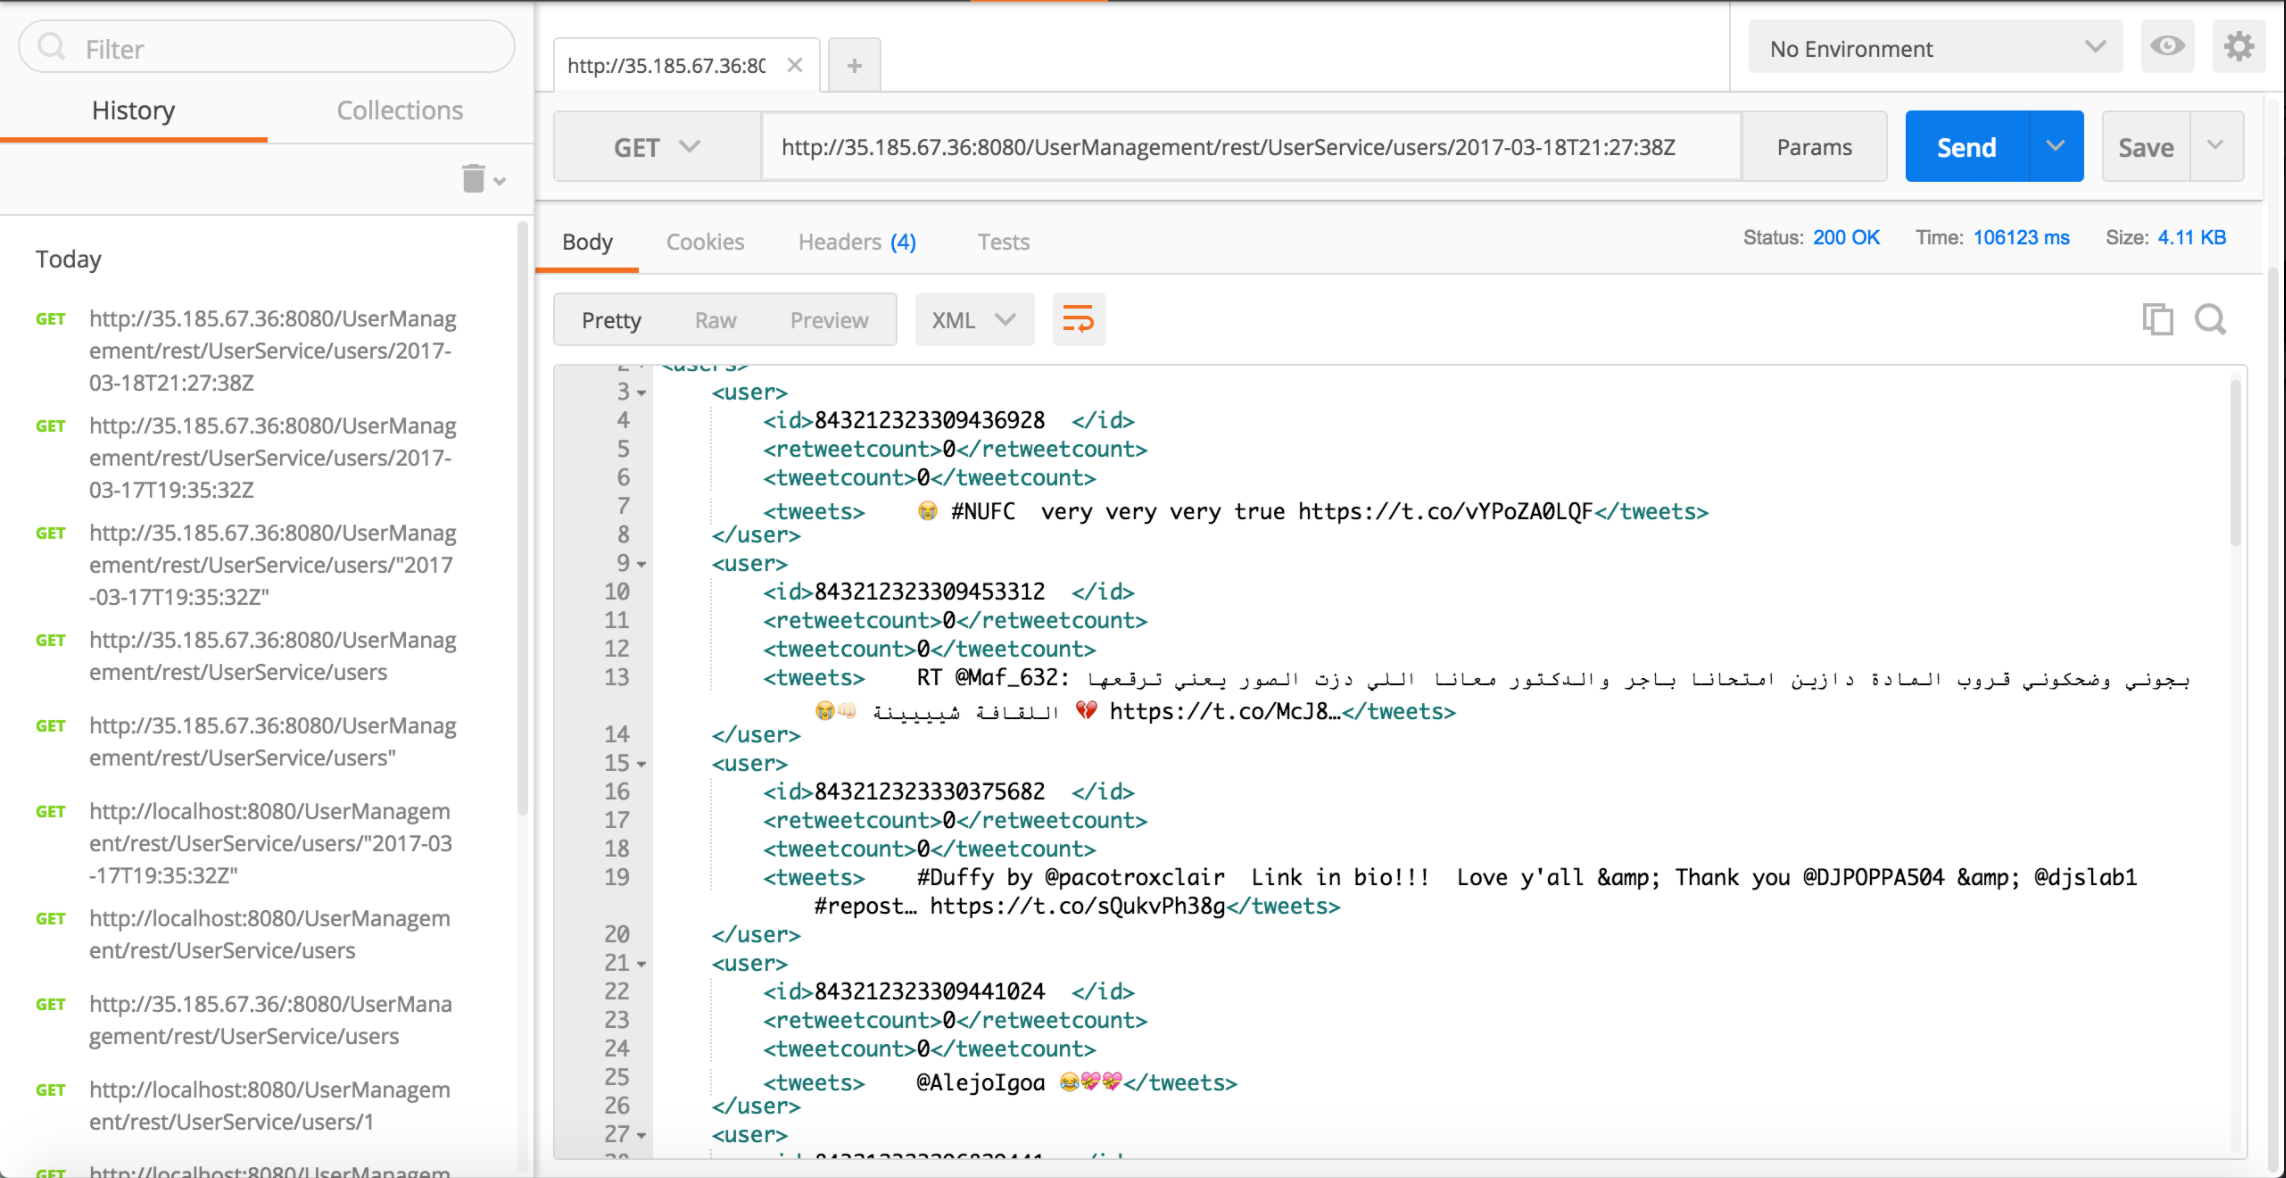 Filter
History
Collections
Today
GET http://35.185.67.36:8080/UserManag
ement/rest/UserService/users/2017-
03-18T21:27:38Z
GET http://35.185.67.36:8080/UserManag
ement/rest/UserService/users/2017-
03-17T19:35:32Z
GET http://35.185.67.36:8080/UserManag
ement/rest/UserService/users/"2017
-03-17T19:35:32Z"
GET http://35.185.67.36:8080/UserManag
ement/rest/UserService/users
GET http://35.185.67.36:8080/UserManag
ement/rest/UserService/users"
GET http://localhost:8080/UserManagem
ent/rest/UserService/users/"2017-03
-17T19:35:32Z"
GET http://localhost:8080/UserManagem
ent/rest/UserService/users
GET http://35.185.67.36/:8080/UserMana
gement/rest/UserService/users
GET http://localhost:8080/UserManagem
ent/rest/UserService/users/1
GET http://localhost:8080/UserManagem
http://35.185.67.36:80
No Environment
GET http://35.185.67.36:8080/UserManagement/rest/UserService/users/2017-03-18T21:27:38Z Params Send Save
Body Cookies Headers (4) Tests Status: 200 OK Time: 106123 ms Size: 4.11 KB
Pretty Raw Preview XML
2 <users>
3 <user>
4 <id>843212323309436928 </id>
5 <retweetcount>0</retweetcount>
6 <tweetcount>0</tweetcount>
7 <tweets> 😭 #NUFC very very very true https://t.co/vYPoZA0LQF</tweets>
8 </user>
9 <user>
10 <id>843212323309453312 </id>
11 <retweetcount>0</retweetcount>
12 <tweetcount>0</tweetcount>
13 <tweets> RT @Maf_632: بجوني وضحكوني قروب المادة دازين امتحانا باجر والدكتور معانا اللي دزت الصور يعني ترقعها
😭👊🏻 اللقافة شيييينة 💔 https://t.co/McJ8…</tweets>
14 </user>
15 <user>
16 <id>843212323330375682 </id>
17 <retweetcount>0</retweetcount>
18 <tweetcount>0</tweetcount>
19 <tweets> #Duffy by @pacotroxclair Link in bio!!! Love y'all &amp; Thank you @DJPOPPA504 &amp; @djslab1
#repost… https://t.co/sQukvPh38g</tweets>
20 </user>
21 <user>
22 <id>843212323309441024 </id>
23 <retweetcount>0</retweetcount>
24 <tweetcount>0</tweetcount>
25 <tweets> @AlejoIgoa 😂💝💝</tweets>
26 </user>
27 <user>
28